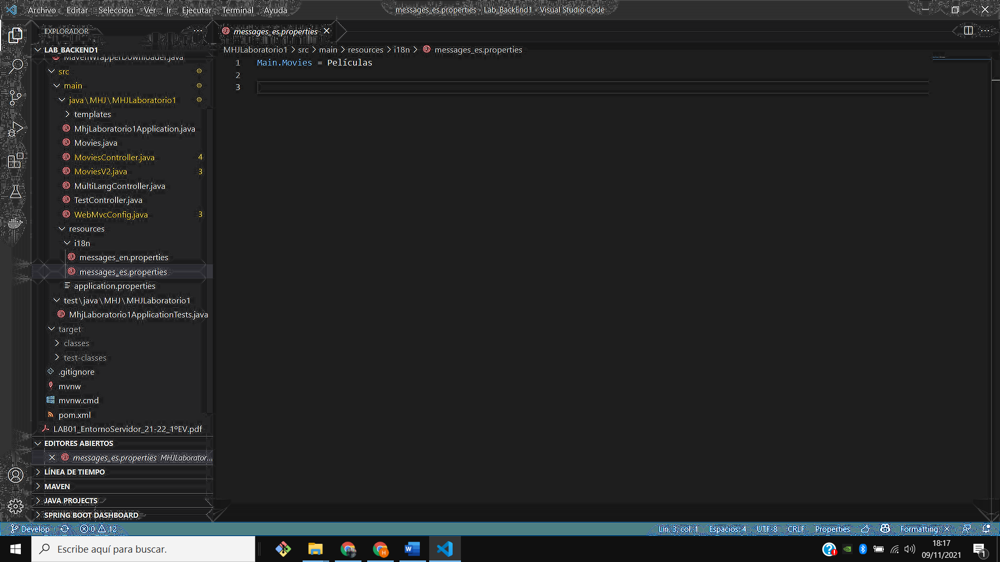 Archivo Editar Selección Ver Ir Ejecutar Terminal Ayuda
messages_es.properties - Lab_BackEnd1 - Visual Studio Code
EXPLORADOR
messages_es.properties
LAB_BACKEND1
MHJLaboratorio1 > src > main > resources > i18n > messages_es.properties
MavenWrapperDownloader.java
1 Main.Movies = Películas
2
3
src
main
java\MHJ\MHJLaboratorio1
templates
MhjLaboratorio1Application.java
Movies.java
MoviesController.java 4
MoviesV2.java 3
MultiLangController.java
TestController.java
WebMvcConfig.java 3
resources
i18n
messages_en.properties
messages_es.properties
application.properties
test\java\MHJ\MHJLaboratorio1
MhjLaboratorio1ApplicationTests.java
target
classes
test-classes
.gitignore
mvnw
mvnw.cmd
pom.xml
LAB01_EntornoServidor_21-22_1ºEV.pdf
EDITORES ABIERTOS
messages_es.properties MHJLaborator...
LÍNEA DE TIEMPO
MAVEN
JAVA PROJECTS
SPRING BOOT DASHBOARD
Develop 0 12 Lín. 3, col. 1 Espacios: 4 UTF-8 CRLF Properties Formatting: X
Escribe aquí para buscar.
18:17
09/11/2021
1